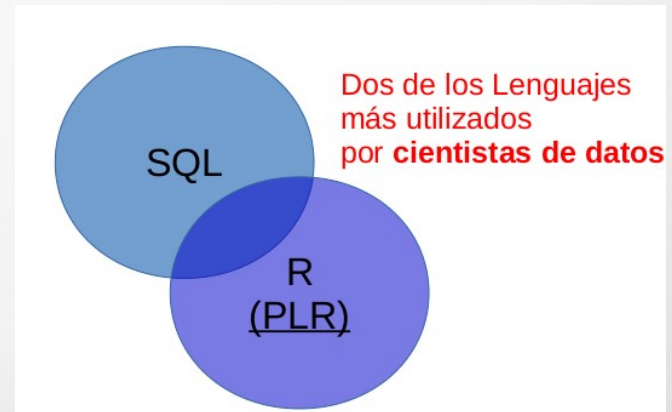 Dos de los Lenguajes
más utilizados
por cientistas de datos
SQL
R
(PLR)